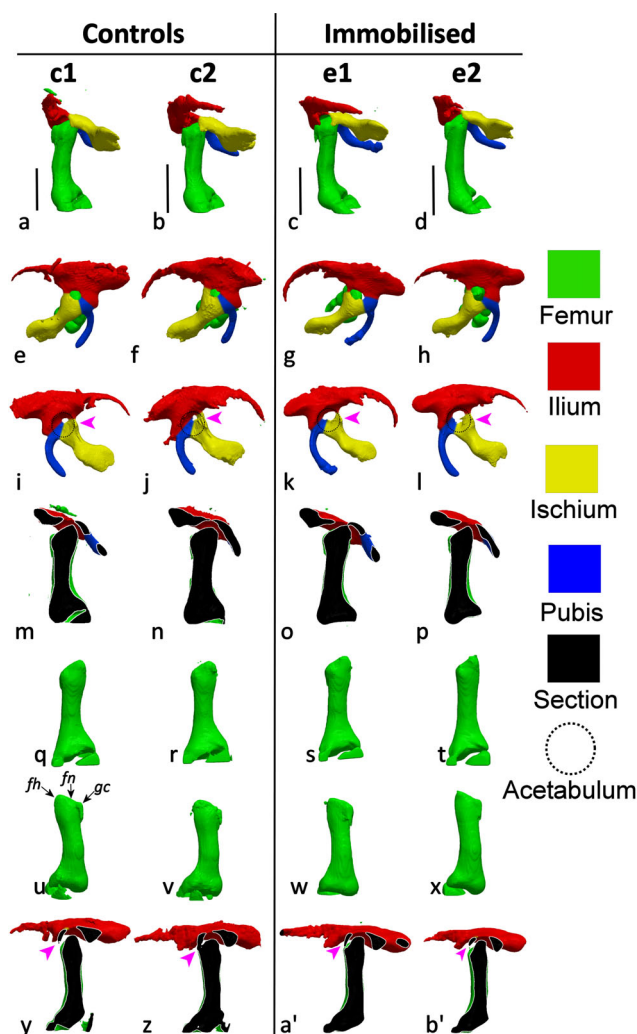 Controls Immobilised
c1 c2 e1 e2
a b c d
e f g h
i j k l
m n o p
q r s t
fh fn gc
u v w x
y z a' b'
Femur
Ilium
Ischium
Pubis
Section
Acetabulum